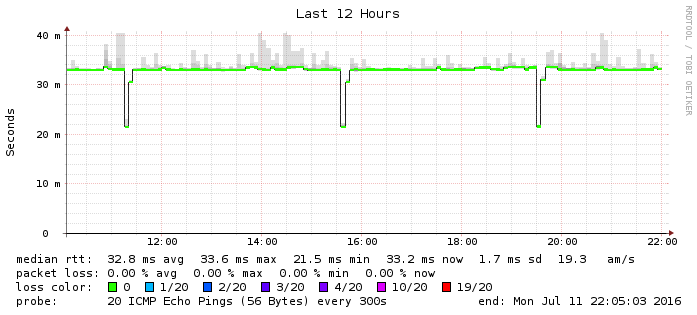 Last 12 Hours
RRDTOOL / TOBI OETIKER
Seconds
40 m
30 m
20 m
10 m
0
12:00 14:00 16:00 18:00 20:00 22:00
median rtt: 32.8 ms avg 33.6 ms max 21.5 ms min 33.2 ms now 1.7 ms sd 19.3 am/s
packet loss: 0.00 % avg 0.00 % max 0.00 % min 0.00 % now
loss color: 0 1/20 2/20 3/20 4/20 10/20 19/20
probe: 20 ICMP Echo Pings (56 Bytes) every 300s end: Mon Jul 11 22:05:03 2016